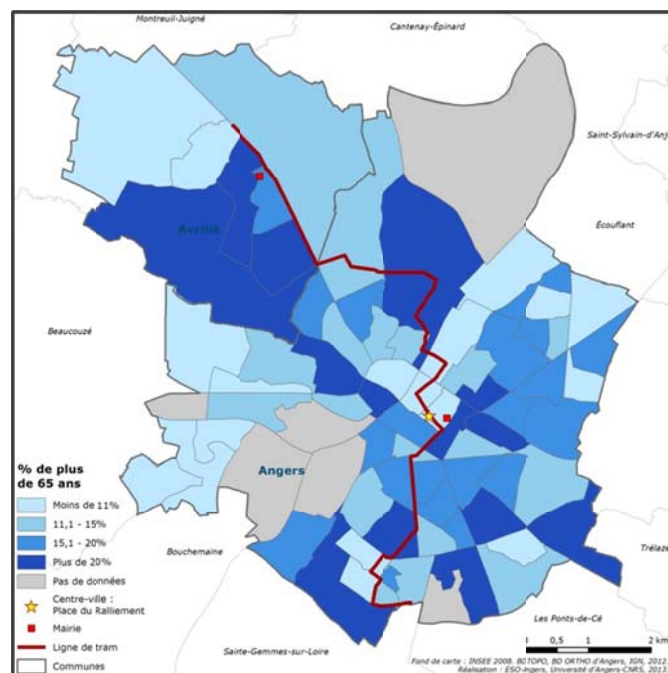 Montreuil-Juigné
Cantenay-Épinard
Saint-Sylvain-d'Anj
Écouflant
Avrillé
Beaucouzé
Angers
% de plus
de 65 ans
Moins de 11%
11,1 - 15%
15,1 - 20%
Plus de 20%
Pas de données
Centre-ville :
Place du Ralliement
Mairie
Ligne de tram
Communes
Bouchemaine
Trélazé
Les Ponts-de-Cé
Sainte-Gemmes-sur-Loire
0 0,5 1 2 km
Fond de carte : INSEE 2008. BDTOPO, BD ORTHO d'Angers, IGN, 2012.
Réalisation : ESO-Angers, Université d'Angers-CNRS, 2013.